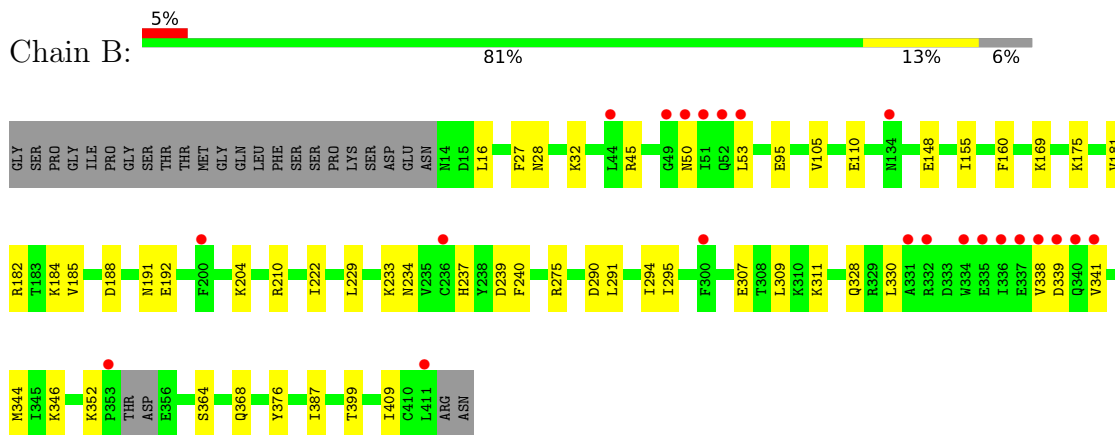 5%
Chain B:
81% 13% 6%
GLY SER PRO GLY ILE PRO GLY SER THR THR MET GLY GLN LEU PHE SER SER PRO LYS SER ASP GLU ASN N14 D15 L16 F27 N28 K32 L44 R45 G49 N50 I51 Q52 L53 E95 V105 E110 N134 E148 I155 F160 K169 K175 V181
R182 T183 K184 V185 D188 N191 E192 F200 K204 R210 I222 L229 K233 N234 V235 C236 H237 Y238 D239 F240 R275 D290 L291 I294 I295 F300 E307 T308 L309 K310 K311 Q328 R329 L330 A331 R332 D333 W334 E335 I336 E337 V338 D339 Q340 V341
M344 I345 K346 K352 P353 THR ASP E356 S364 Q368 Y376 I387 T399 I409 C410 L411 ARG ASN